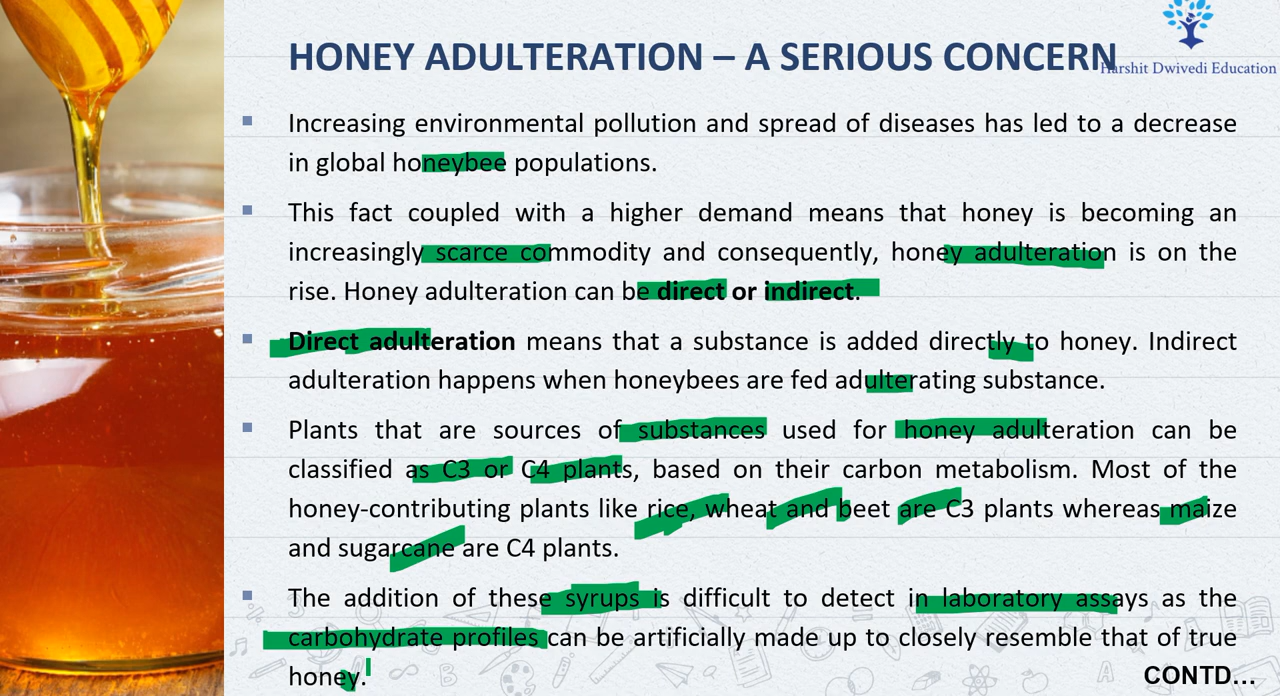 HONEY ADULTERATION – A SERIOUS CONCERN
Harshit Dwivedi Education
▪ Increasing environmental pollution and spread of diseases has led to a decrease
in global honeybee populations.
▪ This fact coupled with a higher demand means that honey is becoming an
increasingly scarce commodity and consequently, honey adulteration is on the
rise. Honey adulteration can be direct or indirect.
▪ Direct adulteration means that a substance is added directly to honey. Indirect
adulteration happens when honeybees are fed adulterating substance.
▪ Plants that are sources of substances used for honey adulteration can be
classified as C3 or C4 plants, based on their carbon metabolism. Most of the
honey-contributing plants like rice, wheat and beet are C3 plants whereas maize
and sugarcane are C4 plants.
▪ The addition of these syrups is difficult to detect in laboratory assays as the
carbohydrate profiles can be artificially made up to closely resemble that of true
honey.
CONTD...